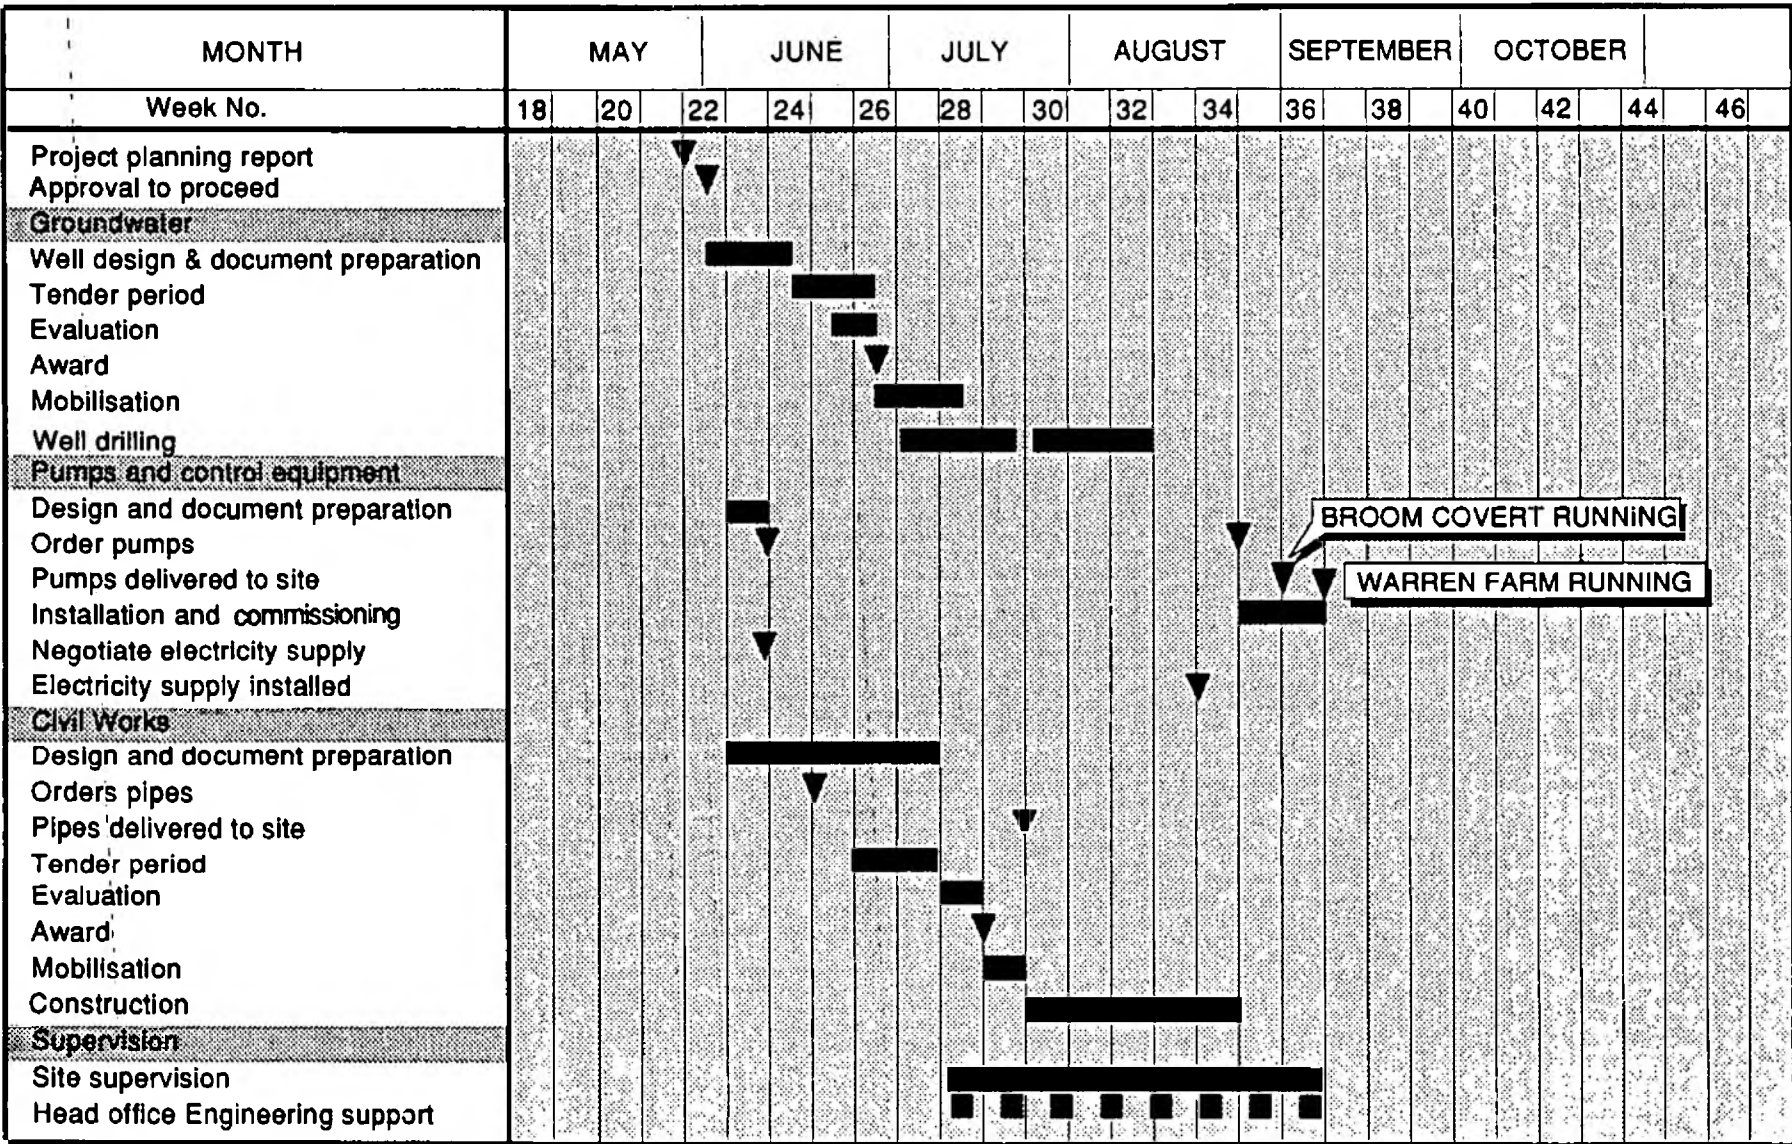 MONTH MAY JUNE JULY AUGUST SEPTEMBER OCTOBER
Week No. 18 20 22 24 26 28 30 32 34 36 38 40 42 44 46
Project planning report
Approval to proceed
Groundwater
Well design & document preparation
Tender period
Evaluation
Award
Mobilisation
Well drilling
Pumps and control equipment
Design and document preparation
BROOM COVERT RUNNING
Order pumps
Pumps delivered to site
WARREN FARM RUNNING
Installation and commissioning
Negotiate electricity supply
Electricity supply installed
Civil Works
Design and document preparation
Orders pipes
Pipes delivered to site
Tender period
Evaluation
Award
Mobilisation
Construction
Supervision
Site supervision
Head office Engineering support